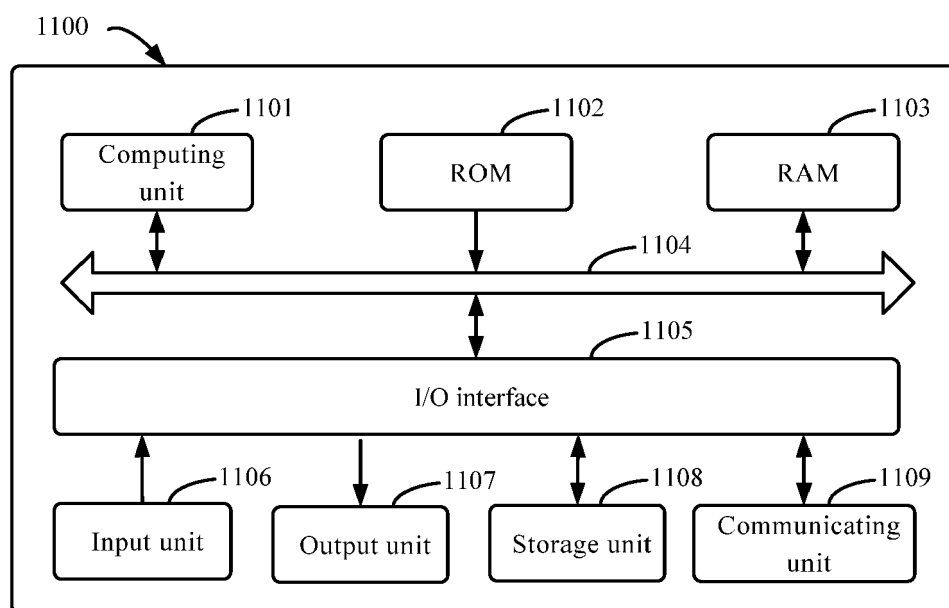 1100
1101
1102
1103
Computing
unit
ROM
RAM
1104
1105
I/O interface
1106
1107
1108
1109
Input unit
Output unit
Storage unit
Communicating
unit